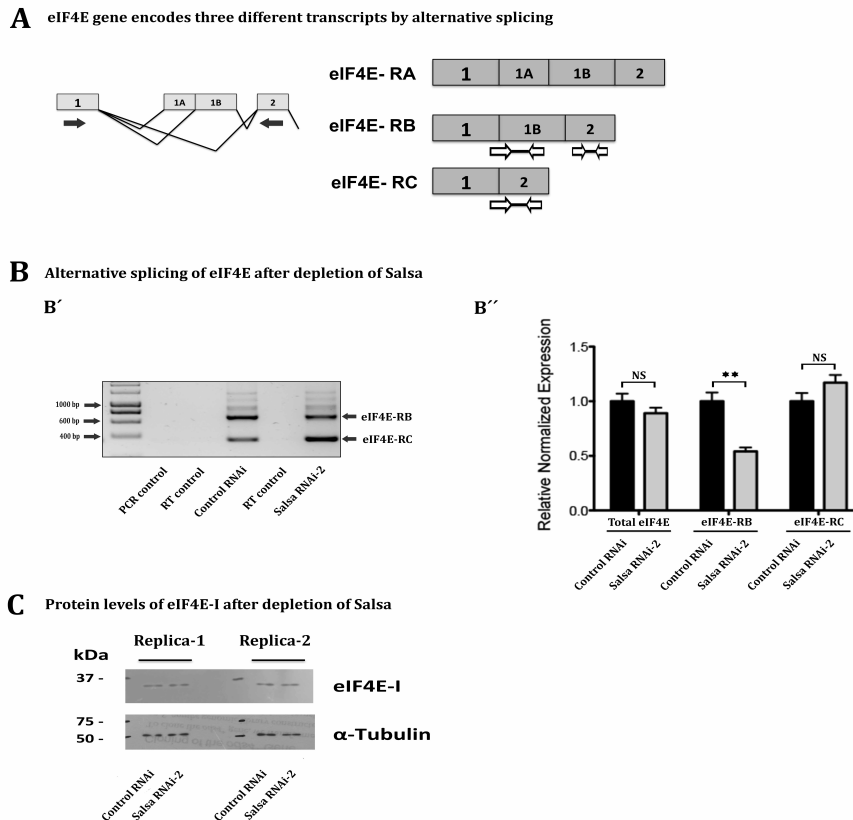 A eIF4E gene encodes three different transcripts by alternative splicing
1 1A 1B 2
eIF4E- RA 1 1A 1B 2
eIF4E- RB 1 1B 2
eIF4E- RC 1 2
B Alternative splicing of eIF4E after depletion of Salsa
B´
1000 bp
600 bp
400 bp
eIF4E-RB
eIF4E-RC
PCR control
RT control
Control RNAi
RT control
Salsa RNAi-2
B´´
Relative Normalized Expression
1.5
1.0
0.5
0.0
NS
**
NS
Total eIF4E
eIF4E-RB
eIF4E-RC
Control RNAi
Salsa RNAi-2
Control RNAi
Salsa RNAi-2
Control RNAi
Salsa RNAi-2
C Protein levels of eIF4E-I after depletion of Salsa
Replica-1 Replica-2
kDa
37 -
eIF4E-I
75 -
50 -
α-Tubulin
Control RNAi
Salsa RNAi-2
Control RNAi
Salsa RNAi-2